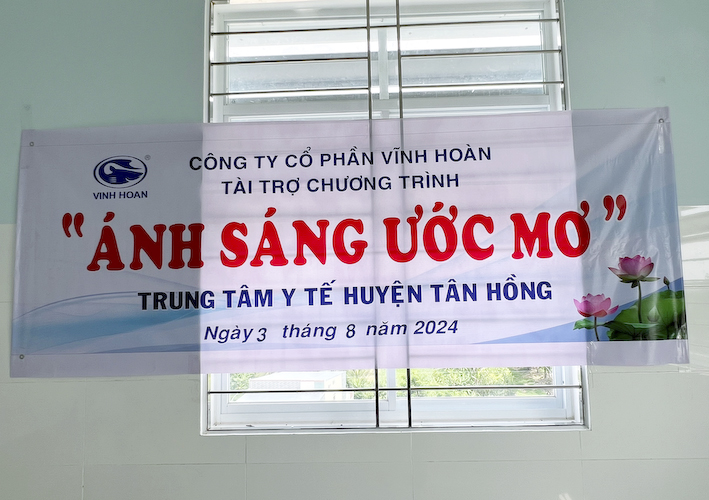 CÔNG TY CỔ PHẦN VĨNH HOÀN
TÀI TRỢ CHƯƠNG TRÌNH
VINH HOAN
“ÁNH SÁNG ƯỚC MƠ”
TRUNG TÂM Y TẾ HUYỆN TÂN HỒNG
Ngày 3 tháng 8 năm 2024